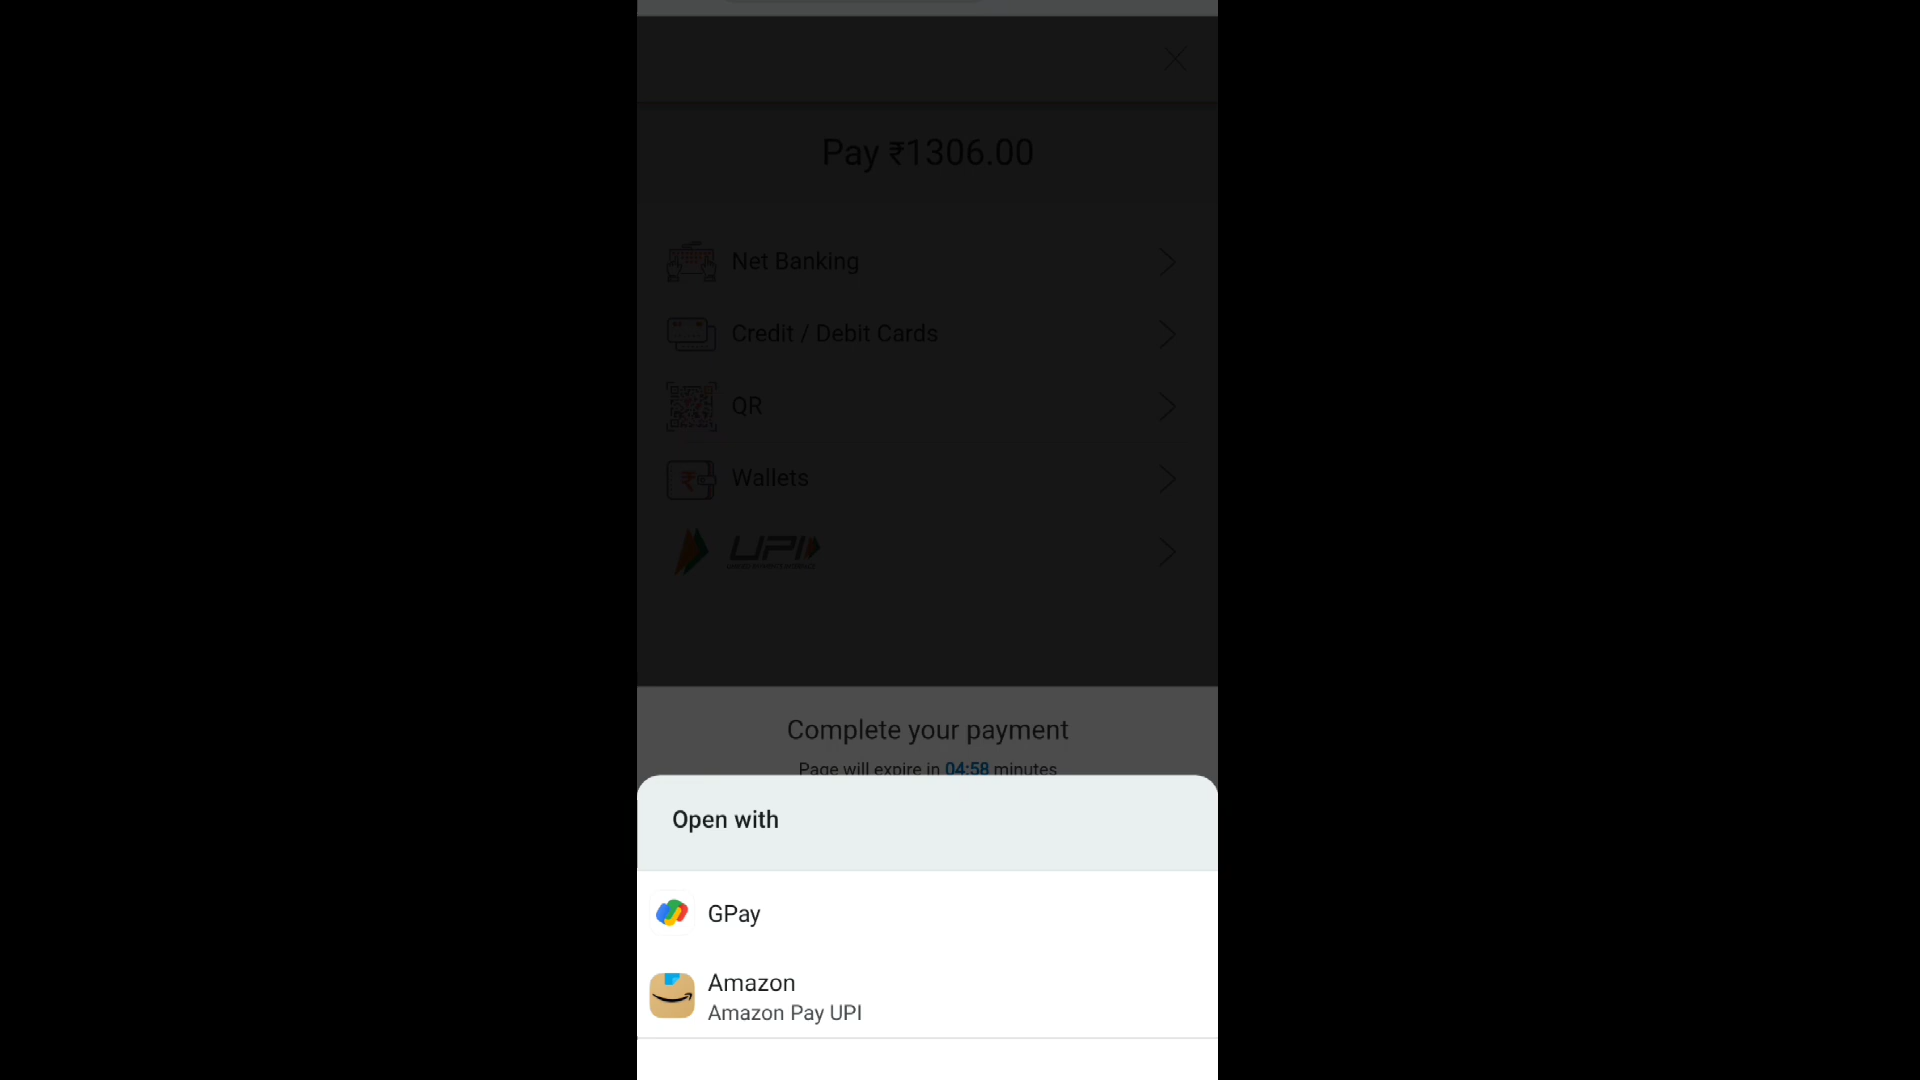 Pay ₹1306.00
Net Banking
Credit / Debit Cards
QR
Wallets
UPI
Complete your payment
Page will expire in 04:58 minutes
Open with
GPay
Amazon
Amazon Pay UPI